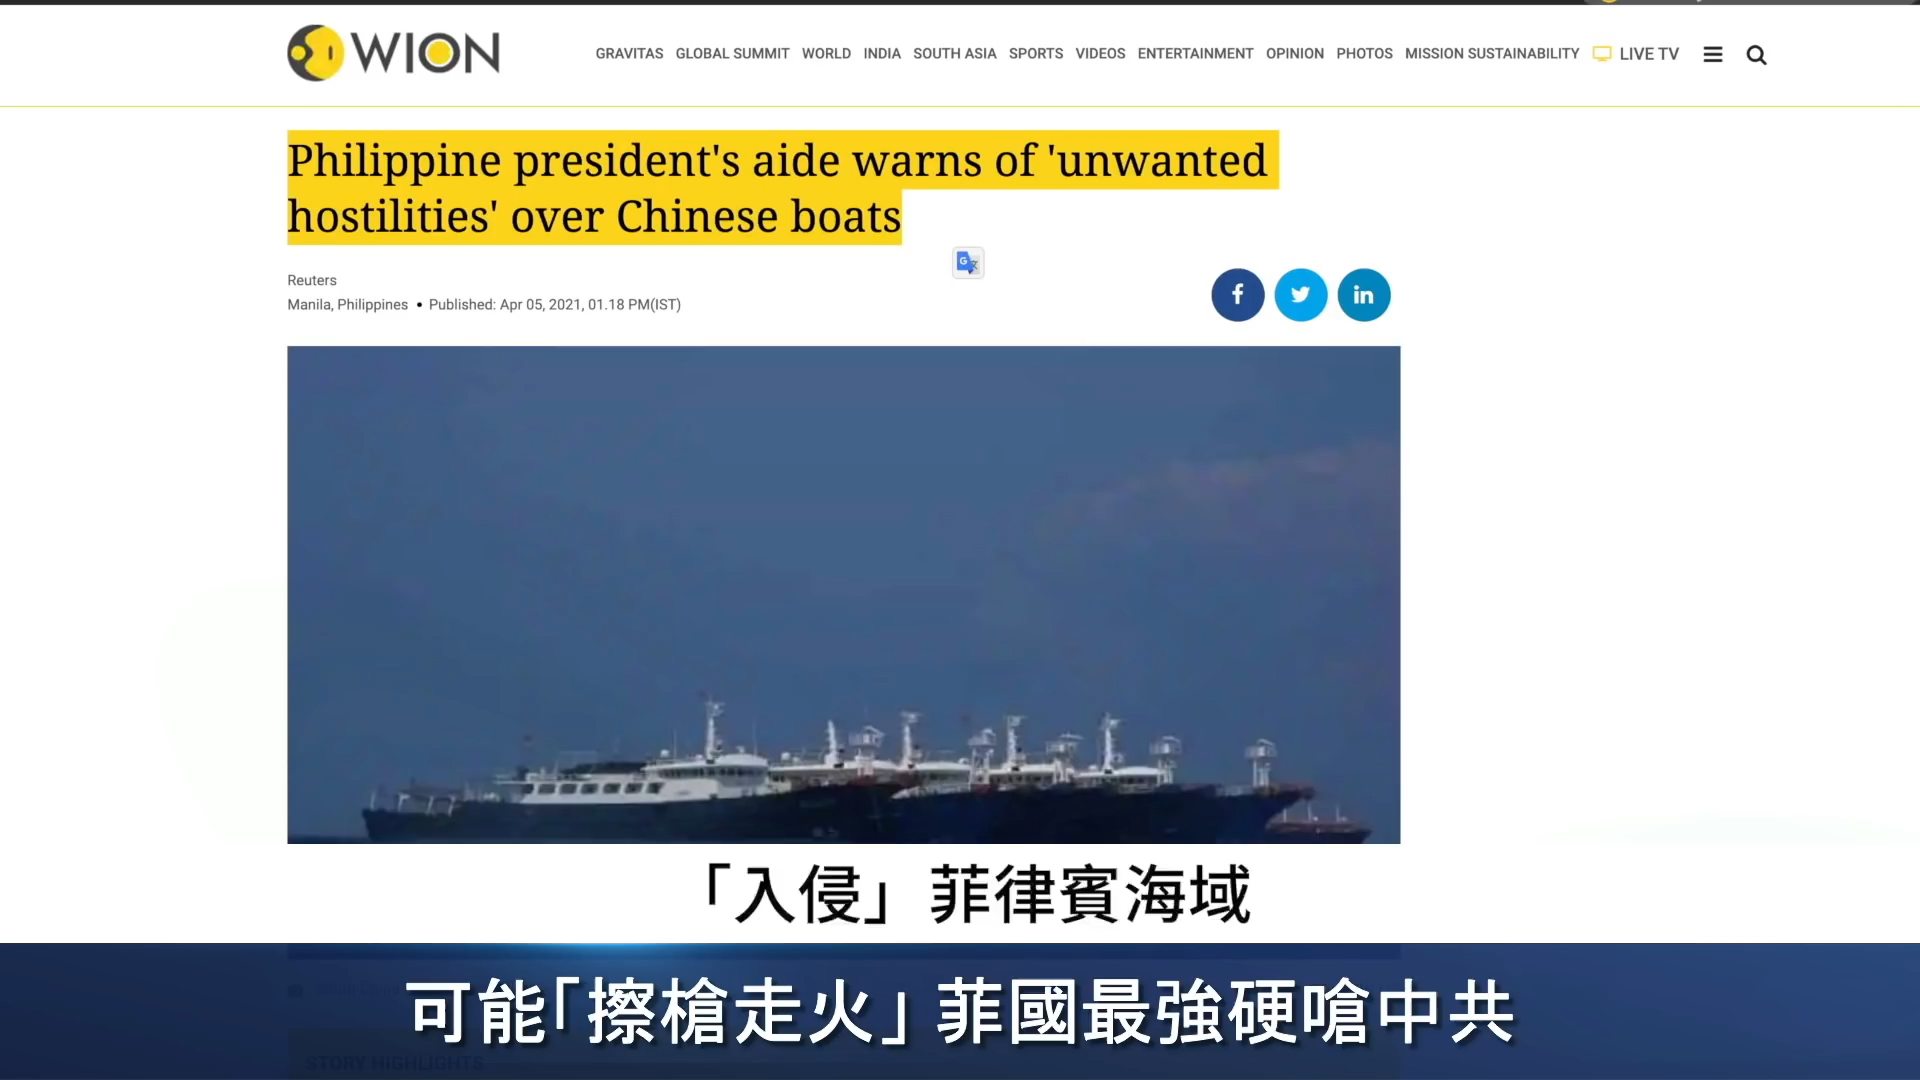 WION
GRAVITAS GLOBAL SUMMIT WORLD INDIA SOUTH ASIA SPORTS VIDEOS ENTERTAINMENT OPINION PHOTOS MISSION SUSTAINABILITY LIVE TV
Philippine president's aide warns of 'unwanted
hostilities' over Chinese boats
Reuters
Manila, Philippines • Published: Apr 05, 2021, 01.18 PM(IST)
「入侵」菲律賓海域
可能「擦槍走火」菲國最強硬嗆中共
STORY HIGHLIGHTS